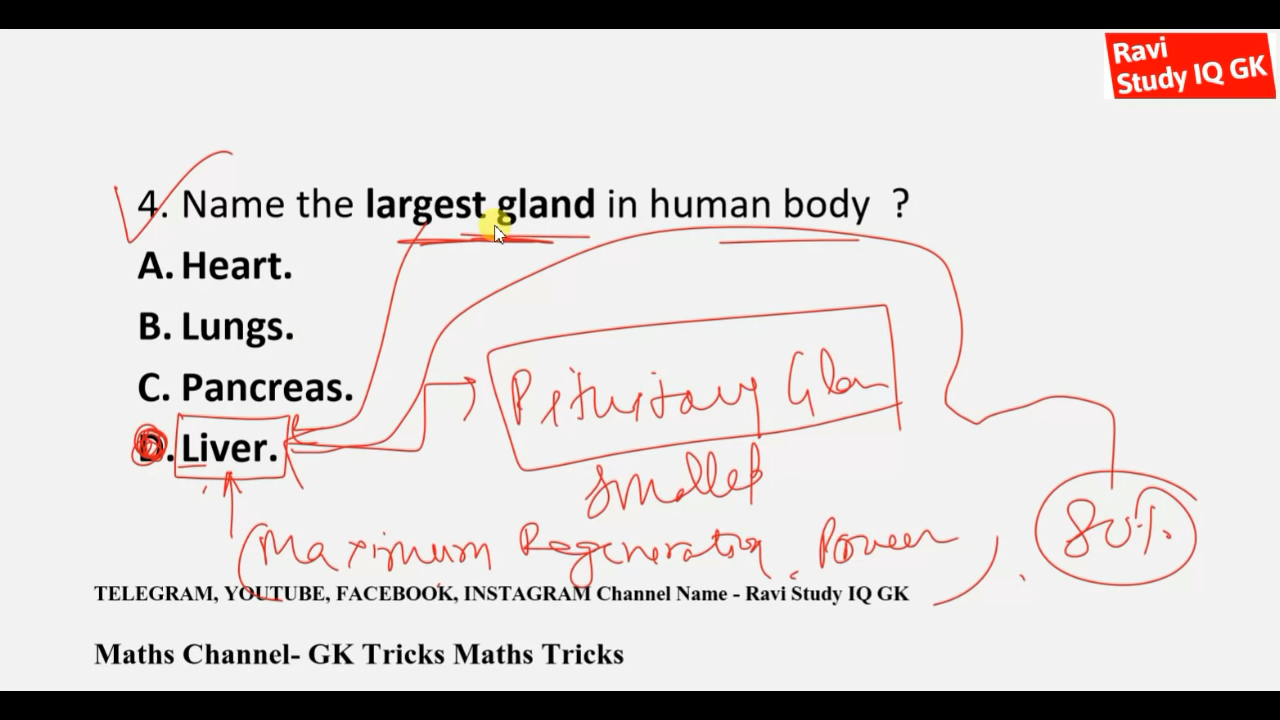 Ravi
Study IQ GK
4. Name the largest gland in human body ?
A. Heart.
B. Lungs.
C. Pancreas.
D. Liver.
Pituitary Glan
Smallest
(Maximum Regeneration Power)
80%
TELEGRAM, YOUTUBE, FACEBOOK, INSTAGRAM Channel Name - Ravi Study IQ GK
Maths Channel- GK Tricks Maths Tricks